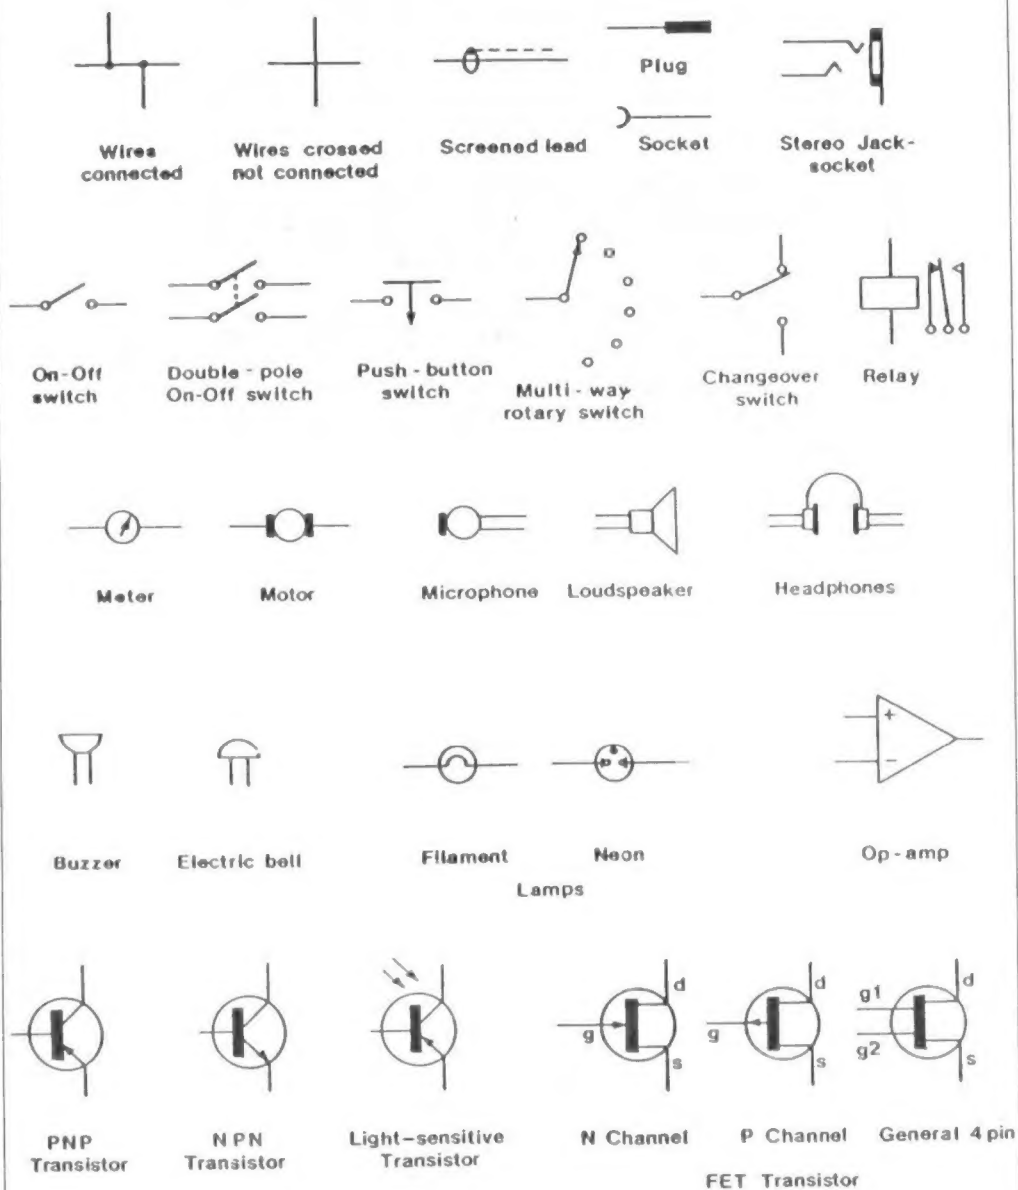 Plug
Wires
connected
Wires crossed
not connected
Screened lead
Socket
Stereo Jack-
socket
On-Off
switch
Double-pole
On-Off switch
Push-button
switch
Multi-way
rotary switch
Changeover
switch
Relay
Meter
Motor
Microphone
Loudspeaker
Headphones
+
−
Buzzer
Electric bell
Filament
Neon
Lamps
Op-amp
d
g
s
d
g
s
g1
g2
d
s
PNP
Transistor
NPN
Transistor
Light-sensitive
Transistor
N Channel
P Channel
General 4 pin
FET Transistor